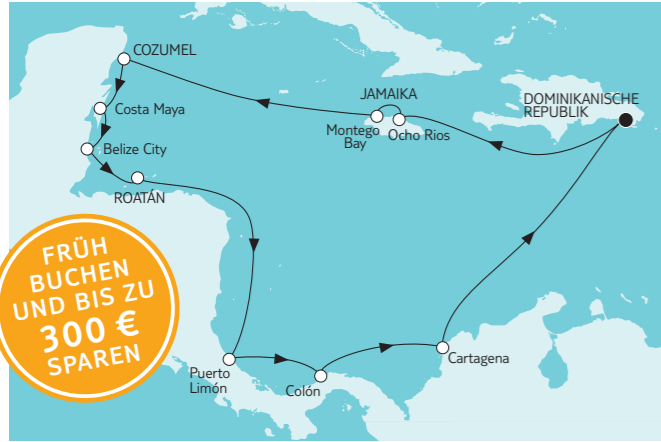 COZUMEL
Costa Maya
Belize City
ROATÁN
JAMAIKA
Montego
Bay
Ocho Rios
DOMINIKANISCHE
REPUBLIK
FRÜH
BUCHEN
UND BIS ZU
300 €
SPAREN
Puerto
Limón
Colón
Cartagena